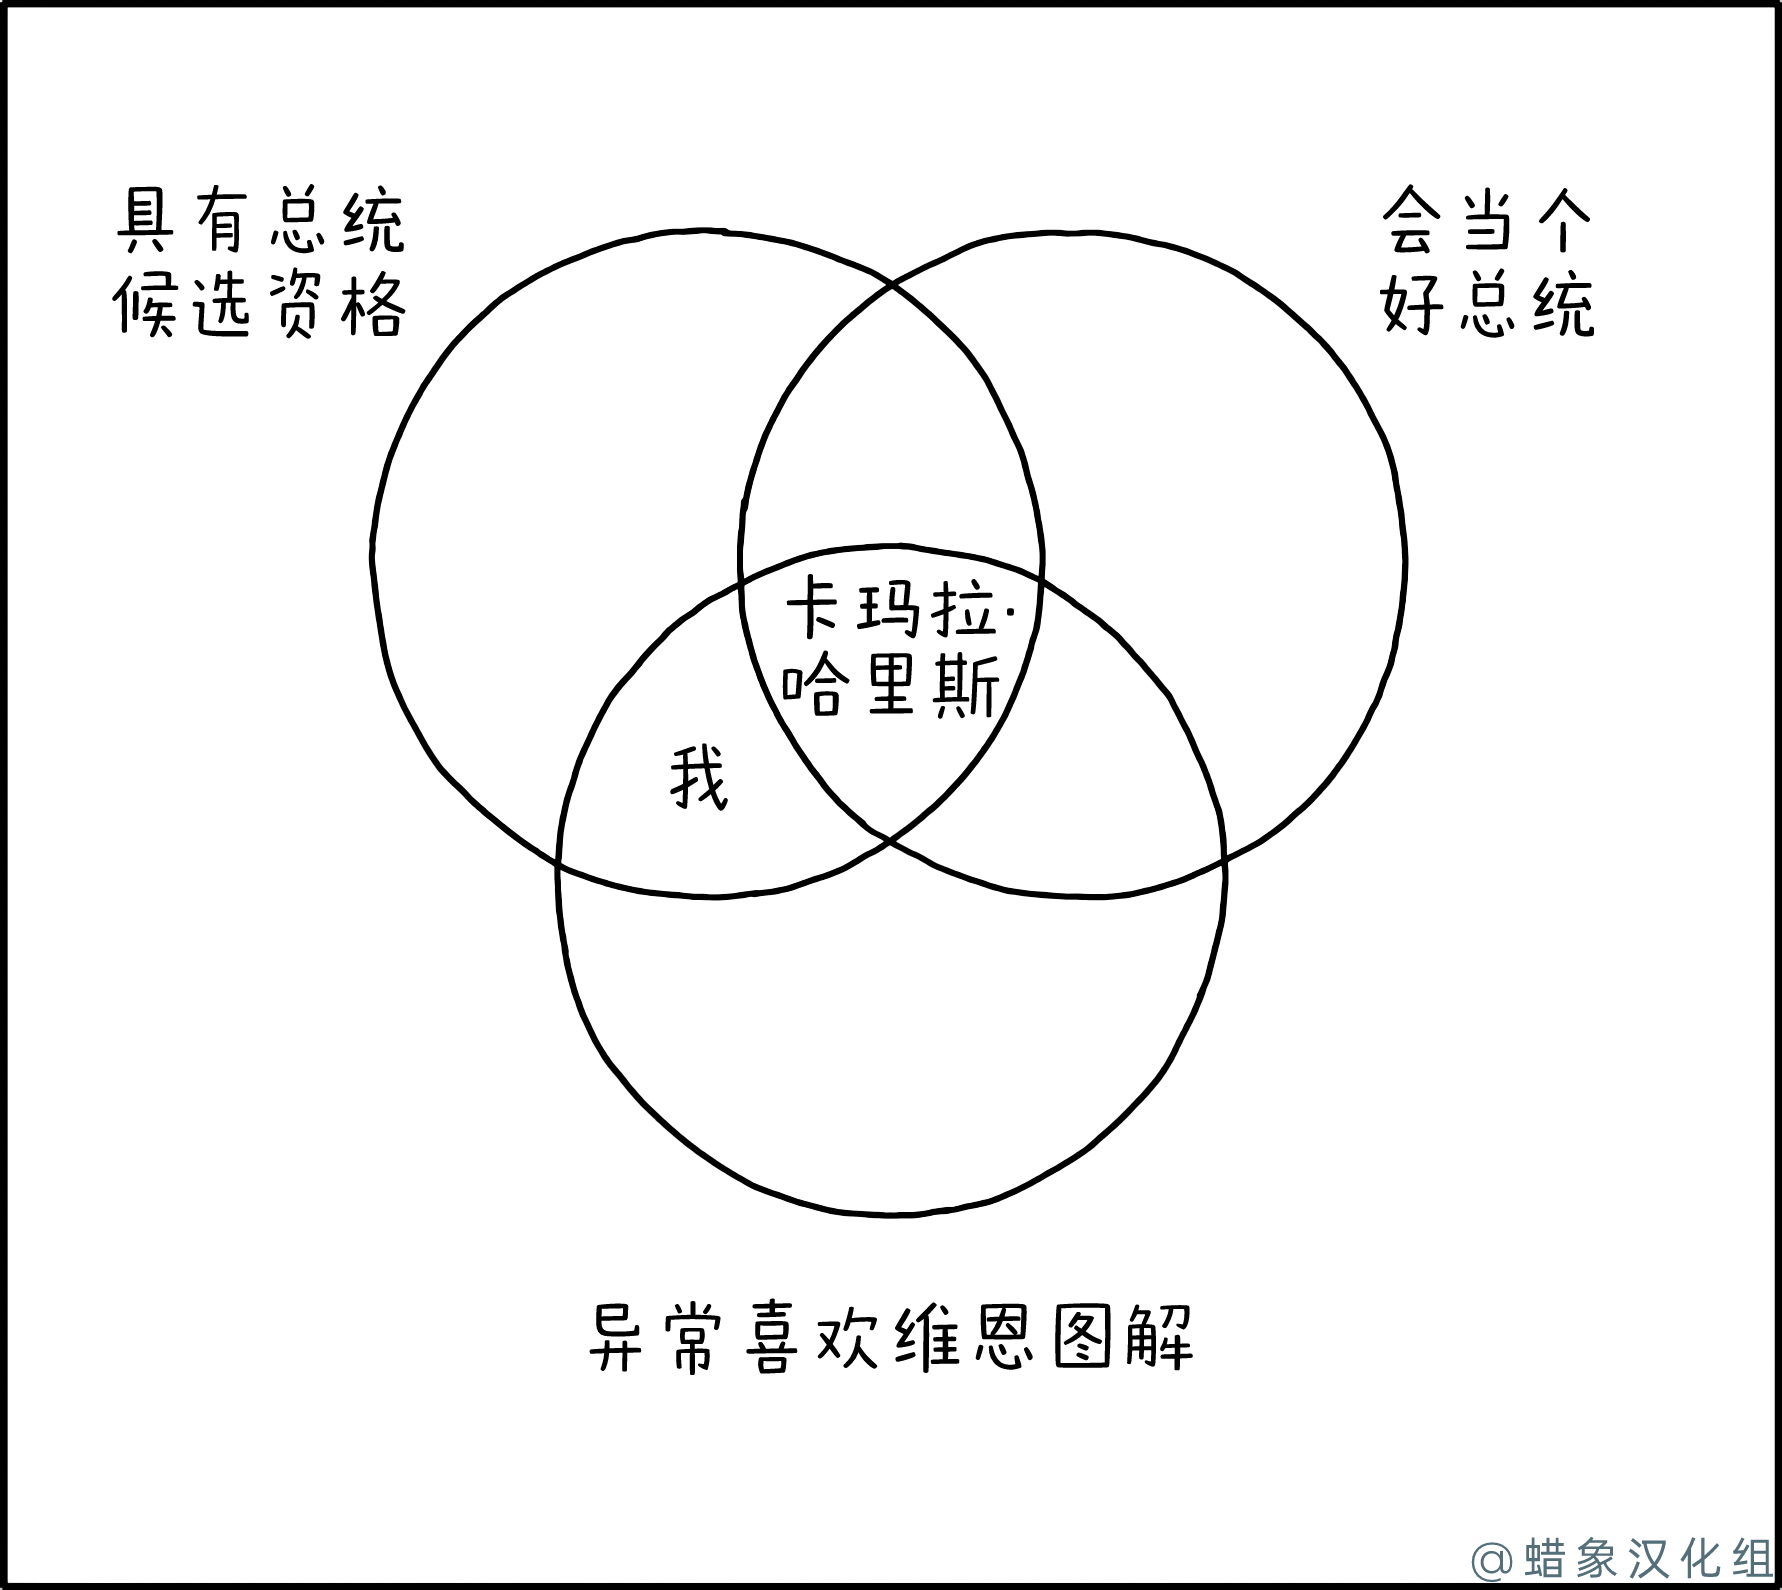 具有总统
候选资格
会当个
好总统
卡玛拉·
哈里斯
我
异常喜欢维恩图解
@蜡象汉化组